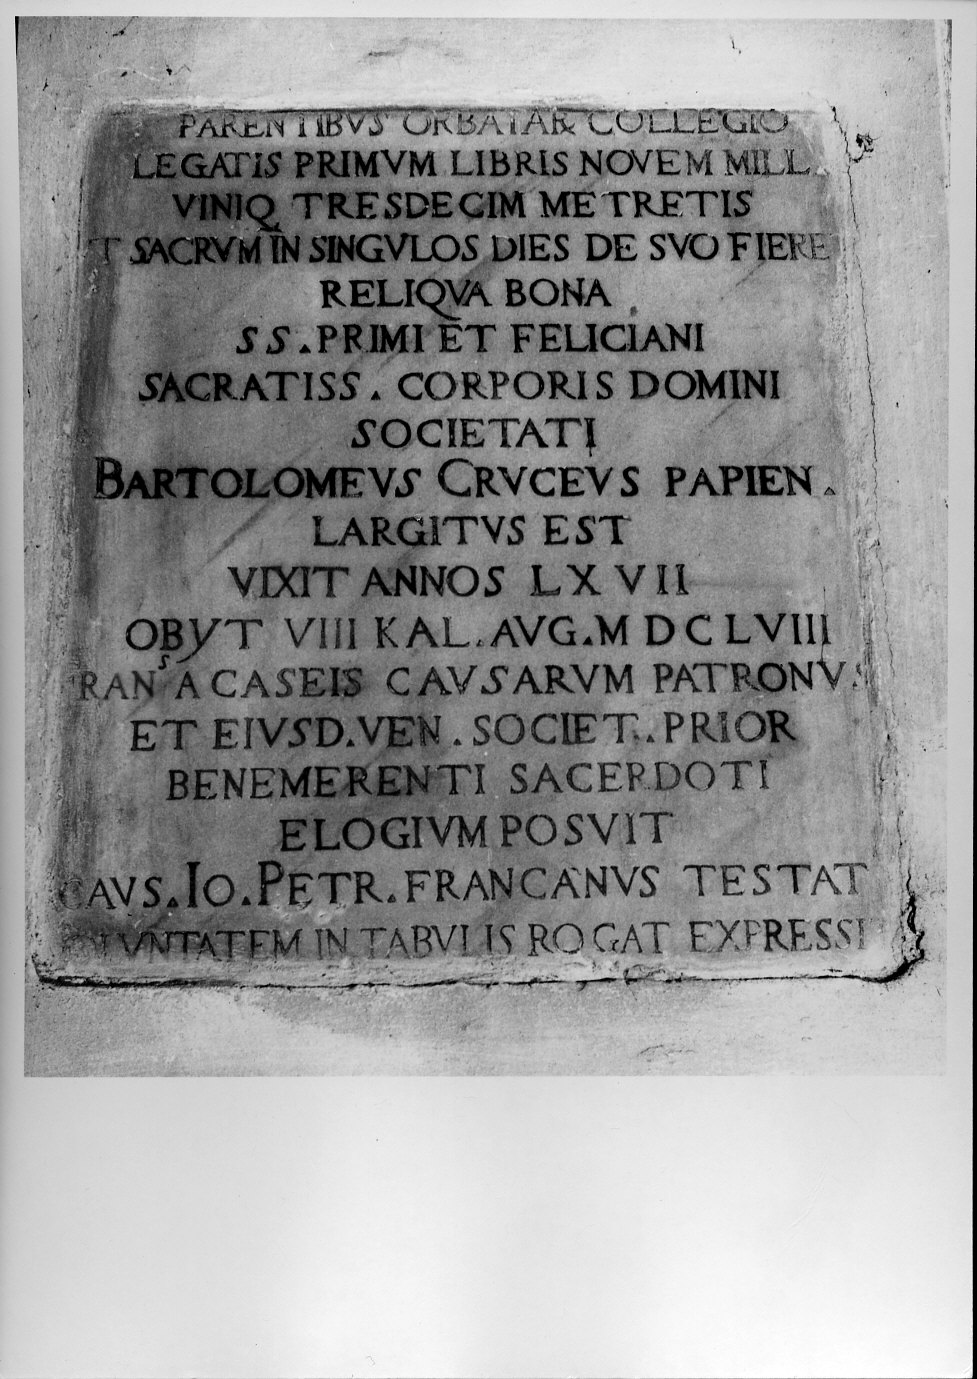 PARENTIBVS ORBATAR COLLEGIO
LEGATIS PRIMVM LIBRIS NOVEM MILL
VINIQ TRESDECIM METRETIS
T SACRVM IN SINGVLOS DIES DE SVO FIERE
RELIQVA BONA
SS.PRIMI ET FELICIANI
SACRATISS. CORPORIS DOMINI
SOCIETATI
BARTOLOMEVS CRVCEVS PAPIEN.
LARGITVS EST
VIXIT ANNOS LXVII
OBYT VIII KAL.AVG.MDCLVIII
RANS A CASEIS CAVSARVM PATRONVS
ET EIVSD.VEN.SOCIET.PRIOR
BENEMERENTI SACERDOTI
ELOGIVM POSVIT
CAVS.IO.PETR.FRANCANVS TESTAT
IN TABVLIS ROGAT EXPRESSI